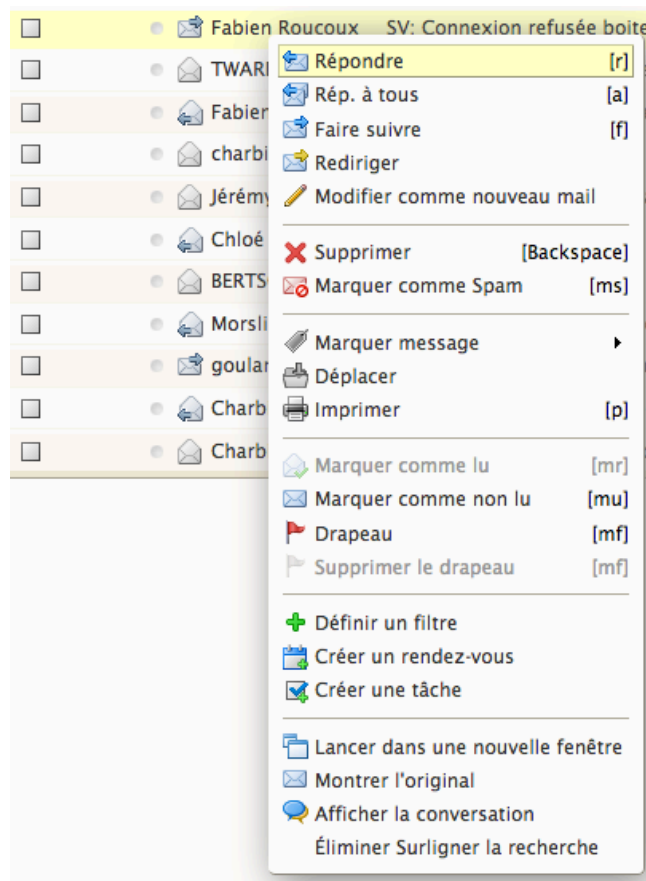 Fabien Roucoux SV: Connexion refusée boite
Répondre [r]
TWAR
Rép. à tous [a]
Fabien
Faire suivre [f]
charbi
Rediriger
Jérémy
Modifier comme nouveau mail
Chloé
Supprimer [Backspace]
BERTS
Marquer comme Spam [ms]
Morsli
Marquer message
goular
Déplacer
Charb
Imprimer [p]
Charb
Marquer comme lu [mr]
Marquer comme non lu [mu]
Drapeau [mf]
Supprimer le drapeau [mf]
Définir un filtre
Créer un rendez-vous
Créer une tâche
Lancer dans une nouvelle fenêtre
Montrer l'original
Afficher la conversation
Éliminer Surligner la recherche